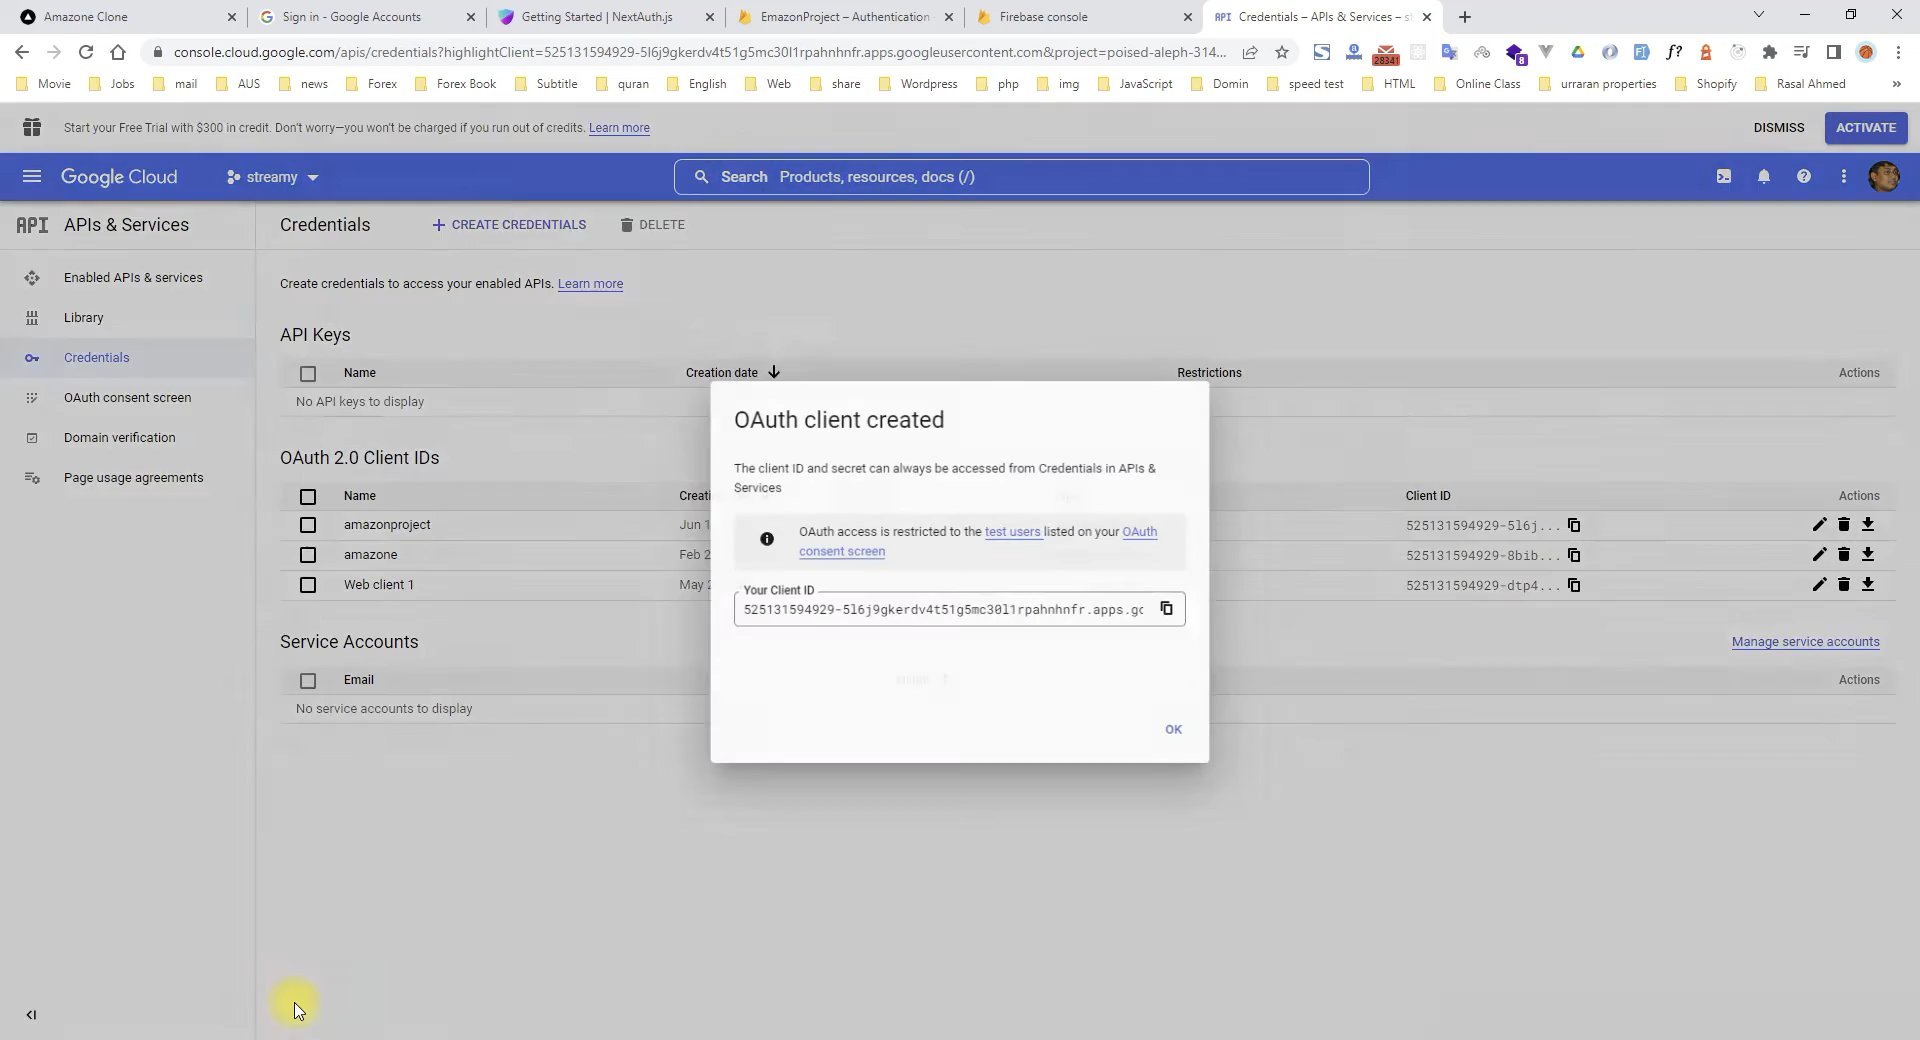 Amazone Clone
Sign in - Google Accounts
Getting Started | NextAuth.js
EmazonProject – Authentication
Firebase console
API Credentials – APIs & Services – st
console.cloud.google.com/apis/credentials?highlightClient=525131594929-5l6j9gkerdv4t51g5mc30l1rpahnhnfr.apps.googleusercontent.com&project=poised-aleph-314...
28341
8
f?
Movie Jobs mail AUS news Forex Forex Book Subtitle quran English Web share Wordpress php img JavaScript Domin speed test HTML Online Class urraran properties Shopify Rasal Ahmed »
Start your Free Trial with $300 in credit. Don't worry—you won't be charged if you run out of credits. Learn more
DISMISS ACTIVATE
Google Cloud streamy Search Products, resources, docs (/)
API APIs & Services
Credentials + CREATE CREDENTIALS DELETE
Enabled APIs & services
Library
Credentials
OAuth consent screen
Domain verification
Page usage agreements
Create credentials to access your enabled APIs. Learn more
API Keys
Name Creation date Restrictions Actions
No API keys to display
OAuth 2.0 Client IDs
Name Client ID Actions
amazonproject Jun 1 525131594929-5l6j...
amazone Feb 2 525131594929-8bib...
Web client 1 May 525131594929-dtp4...
Service Accounts Manage service accounts
Email Actions
No service accounts to display
OAuth client created
The client ID and secret can always be accessed from Credentials in APIs &
Services
OAuth access is restricted to the test users listed on your OAuth
consent screen
Your Client ID
525131594929-5l6j9gkerdv4t51g5mc30l1rpahnhnfr.apps.gc
OK